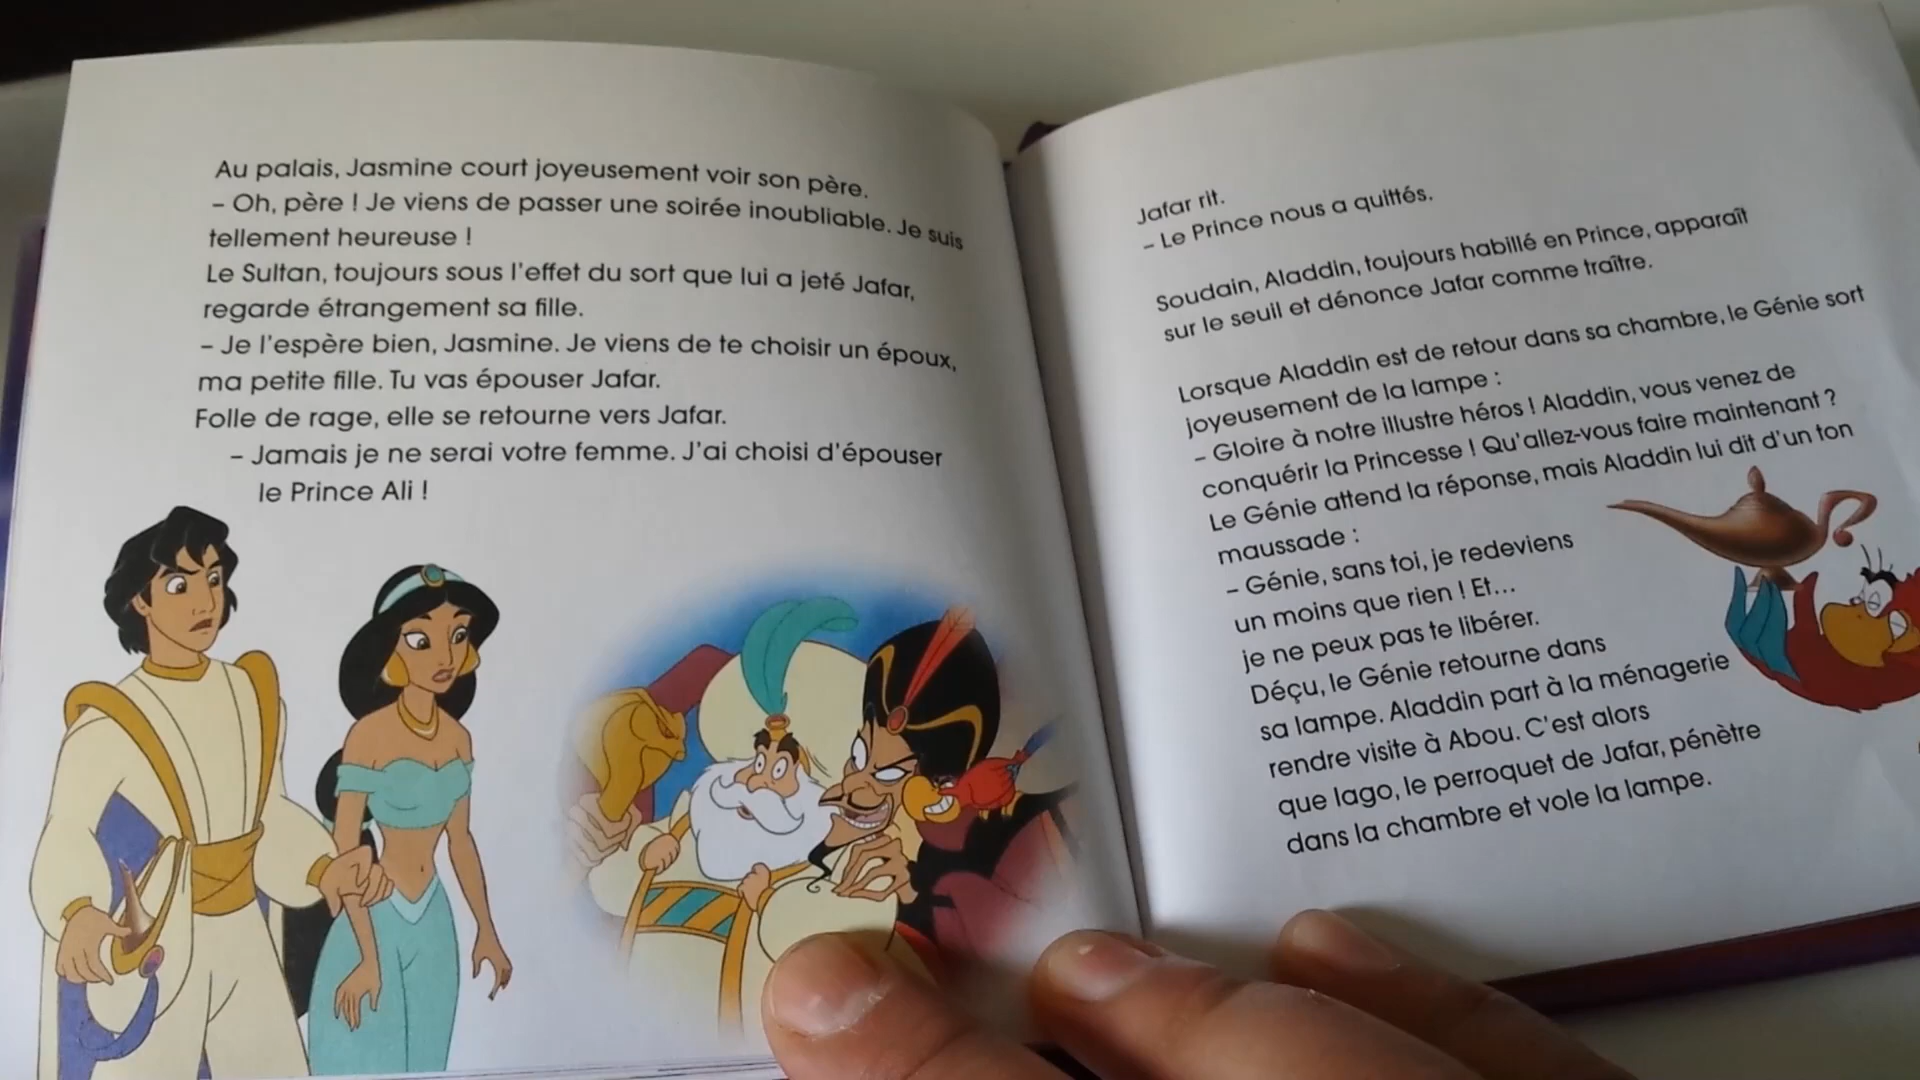 Au palais, Jasmine court joyeusement voir son père.
– Oh, père ! Je viens de passer une soirée inoubliable. Je suis
tellement heureuse !
Le Sultan, toujours sous l'effet du sort que lui a jeté Jafar,
regarde étrangement sa fille.
– Je l'espère bien, Jasmine. Je viens de te choisir un époux,
ma petite fille. Tu vas épouser Jafar.
Folle de rage, elle se retourne vers Jafar.
– Jamais je ne serai votre femme. J'ai choisi d'épouser
le Prince Ali !
Jafar rit.
– Le Prince nous a quittés.
Soudain, Aladdin, toujours habillé en Prince, apparaît
sur le seuil et dénonce Jafar comme traître.
Lorsque Aladdin est de retour dans sa chambre, le Génie sort
joyeusement de la lampe :
– Gloire à notre illustre héros ! Aladdin, vous venez de
conquérir la Princesse ! Qu'allez-vous faire maintenant ?
Le Génie attend la réponse, mais Aladdin lui dit d'un ton
maussade :
– Génie, sans toi, je redeviens
un moins que rien ! Et...
je ne peux pas te libérer.
Déçu, le Génie retourne dans
sa lampe. Aladdin part à la ménagerie
rendre visite à Abou. C'est alors
que Iago, le perroquet de Jafar, pénètre
dans la chambre et vole la lampe.